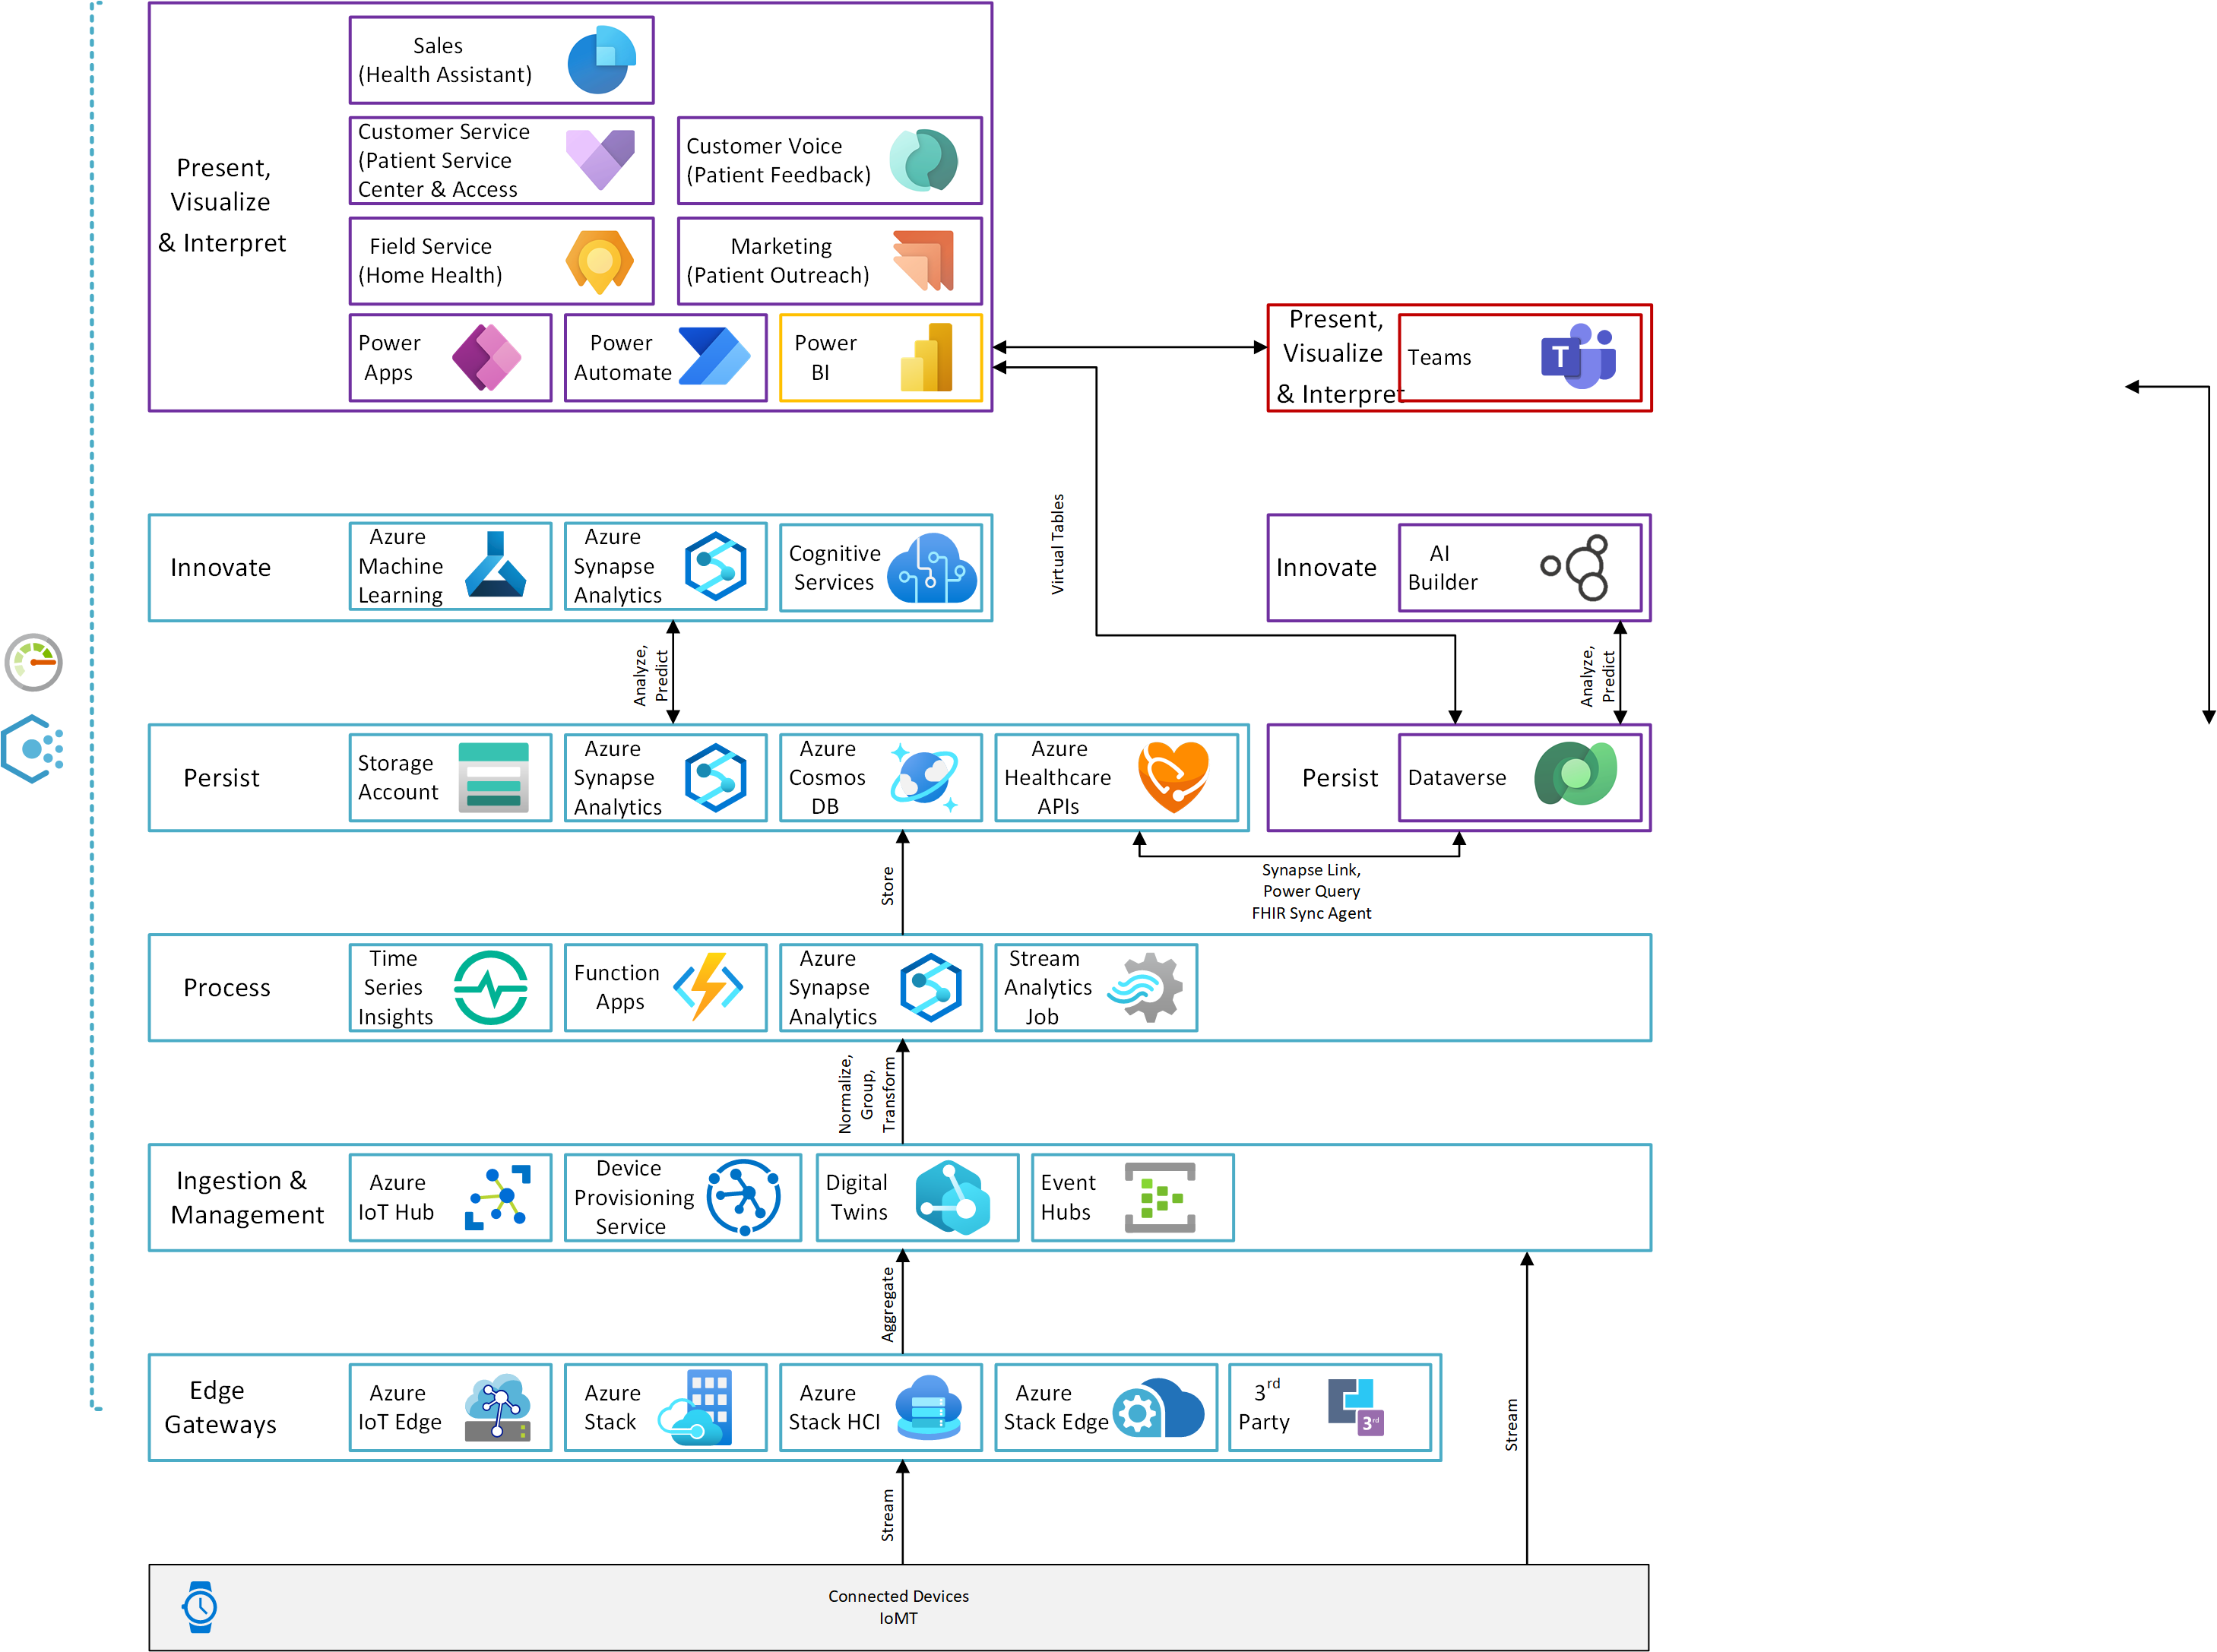 Sales
(Health Assistant)
Customer Service
(Patient Service
Center & Access
Customer Voice
(Patient Feedback)
Present,
Visualize
& Interpret
Field Service
(Home Health)
Marketing
(Patient Outreach)
Power
Apps
Power
Automate
Power
BI
Present,
Visualize
& Interpret
Teams
T
Virtual Tables
Innovate
Azure
Machine
Learning
Azure
Synapse
Analytics
Cognitive
Services
Innovate
AI
Builder
Analyze,
Predict
Analyze,
Predict
Persist
Storage
Account
Azure
Synapse
Analytics
Azure
Cosmos
DB
Azure
Healthcare
APIs
Persist
Dataverse
Store
Synapse Link,
Power Query
FHIR Sync Agent
Process
Time
Series
Insights
Function
Apps
Azure
Synapse
Analytics
Stream
Analytics
Job
Normalize,
Group,
Transform
Ingestion &
Management
Azure
IoT Hub
Device
Provisioning
Service
Digital
Twins
Event
Hubs
Aggregate
Edge
Gateways
Azure
IoT Edge
Azure
Stack
Azure
Stack HCI
Azure
Stack Edge
3rd
Party
3rd
Stream
Stream
Connected Devices
IoMT